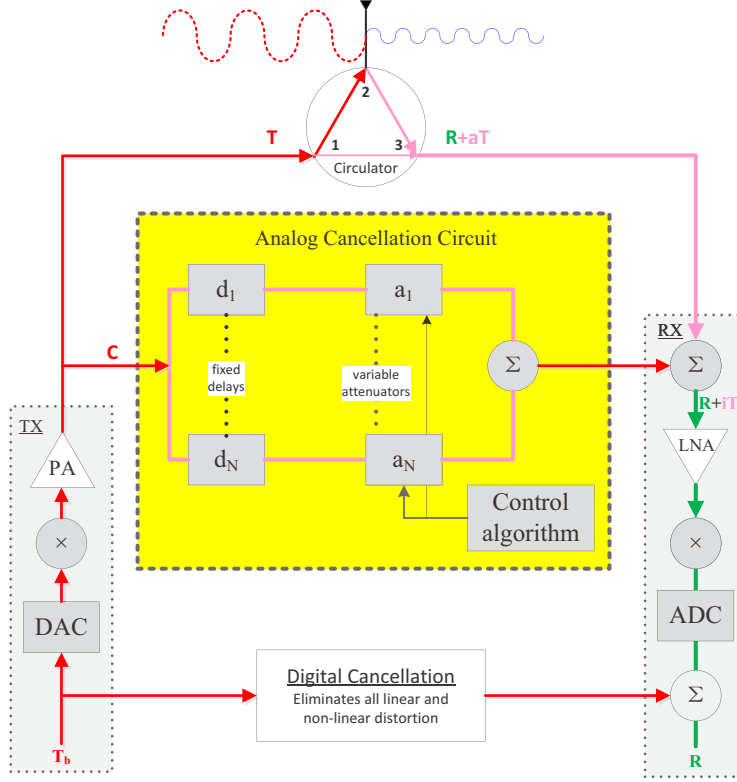 2
T
1
3
R+aT
Circulator
Analog Cancellation Circuit
d1
a1
RX
C
fixed
delays
variable
attenuators
Σ
Σ
R+iT
TX
PA
dN
aN
LNA
Control
algorithm
×
×
DAC
ADC
Digital Cancellation
Eliminates all linear and
non-linear distortion
Σ
Tb
R